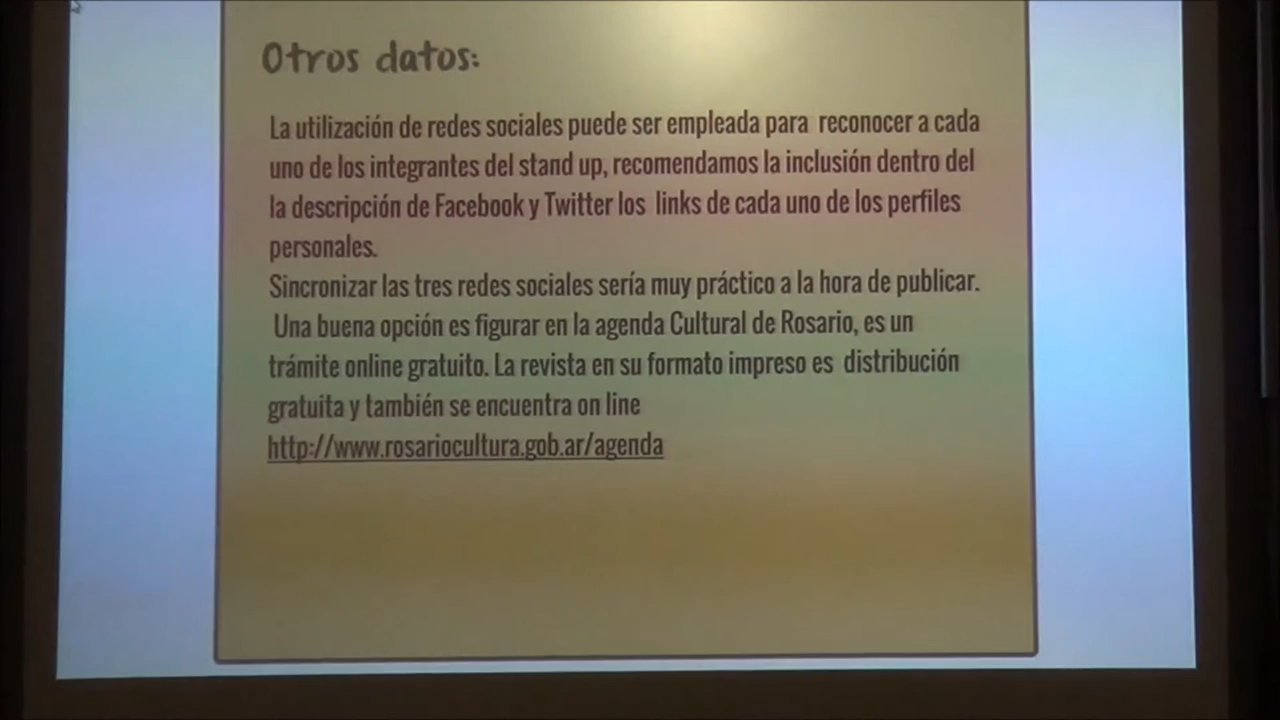 Otros datos:
La utilización de redes sociales puede ser empleada para reconocer a cada
uno de los integrantes del stand up, recomendamos la inclusión dentro del
la descripción de Facebook y Twitter los links de cada uno de los perfiles
personales.
Sincronizar las tres redes sociales sería muy práctico a la hora de publicar.
Una buena opción es figurar en la agenda Cultural de Rosario, es un
trámite online gratuito. La revista en su formato impreso es distribución
gratuita y también se encuentra on line
http://www.rosariocultura.gob.ar/agenda